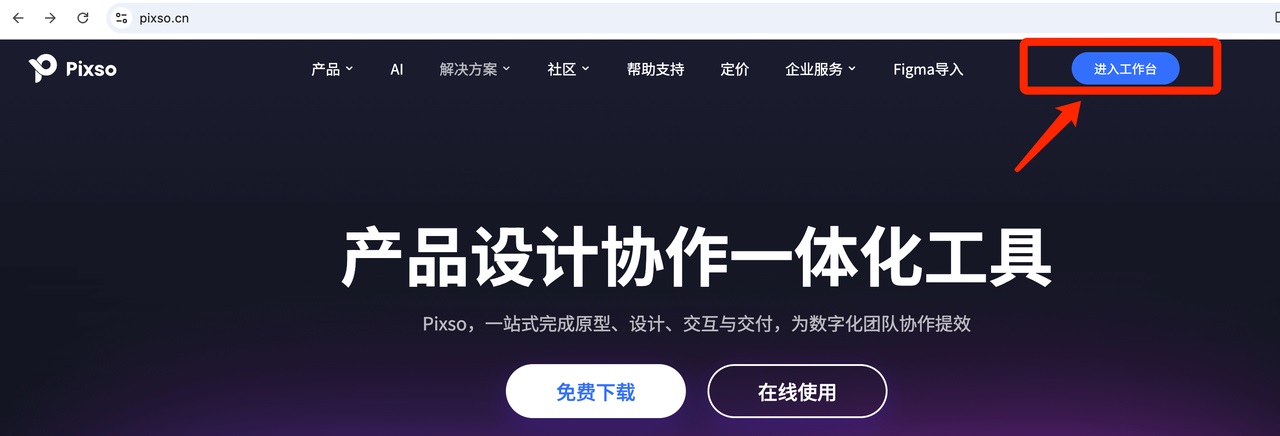 pixso.cn
Pixso 产品 AI 解决方案 社区 帮助支持 定价 企业服务 Figma导入 进入工作台
产品设计协作一体化工具
Pixso，一站式完成原型、设计、交互与交付，为数字化团队协作提效
免费下载 在线使用